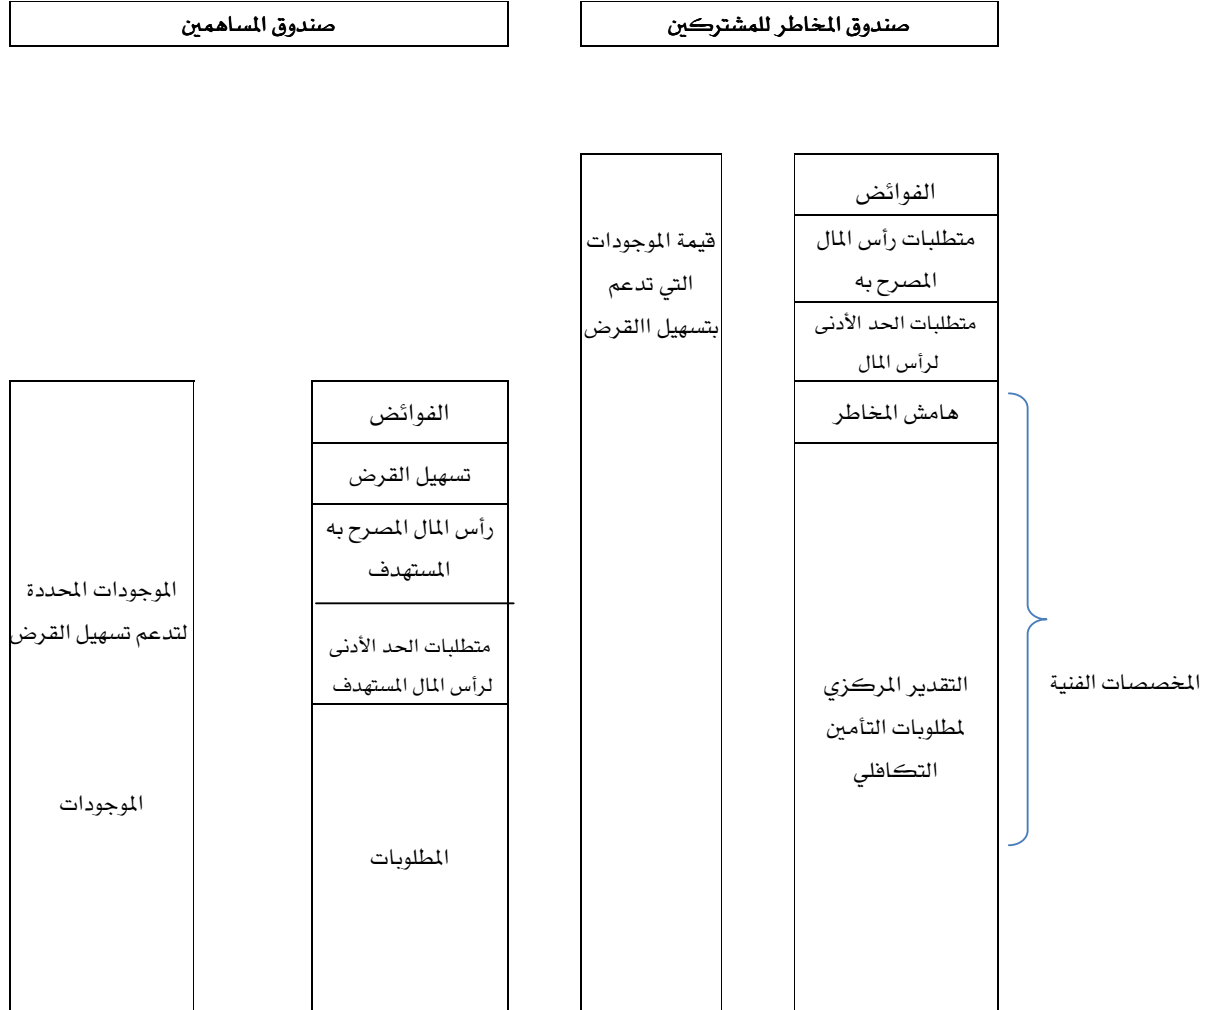 صندوق المخاطر للمشتركين
صندوق المساهمين
الفوائض
متطلبات رأس المال
المصرح به
متطلبات الحد الأدنى
لرأس المال
هامش المخاطر
التقدير المركزي
لمطلوبات التأمين
التكافلي
المخصصات الفنية
قيمة الموجودات
التي تدعم
بتسهيل االقرض
الفوائض
تسهيل القرض
رأس المال المصرح به
المستهدف
متطلبات الحد الأدنى
لرأس المال المستهدف
المطلوبات
الموجودات المحددة
لتدعم تسهيل القرض
الموجودات